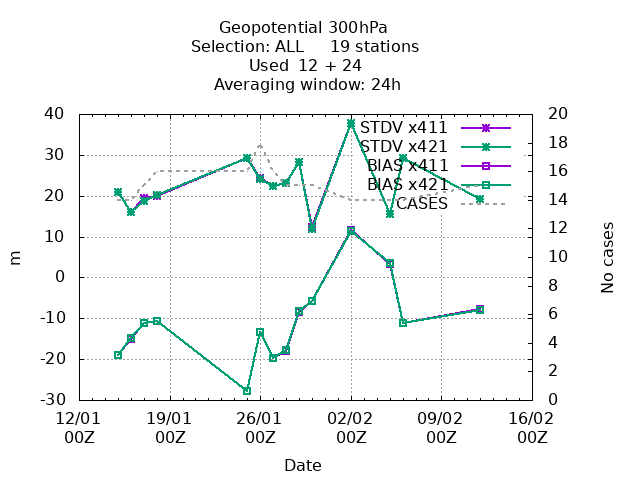 Geopotential 300hPa
Selection: ALL     19 stations
Used  12 + 24
Averaging window: 24h
40
30
20
10
0
-10
-20
-30
m
20
18
16
14
12
10
8
6
4
2
0
No cases
STDV x411
STDV x421
BIAS x411
BIAS x421
CASES
12/01 19/01 26/01 02/02 09/02 16/02
00Z 00Z 00Z 00Z 00Z 00Z
Date